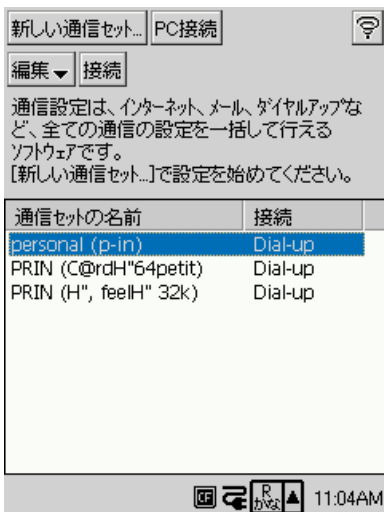 新しい通信セット... PC接続
編集 接続
通信設定は、インターネット、メール、ダイヤルアップな
ど、全ての通信の設定を一括して行える
ソフトウェアです。
[新しい通信セット...]で設定を始めてください。
通信セットの名前 接続
personal (p-in) Dial-up
PRIN (C@rdH"64petit) Dial-up
PRIN (H", feelH" 32k) Dial-up
CF R かな 11:04AM